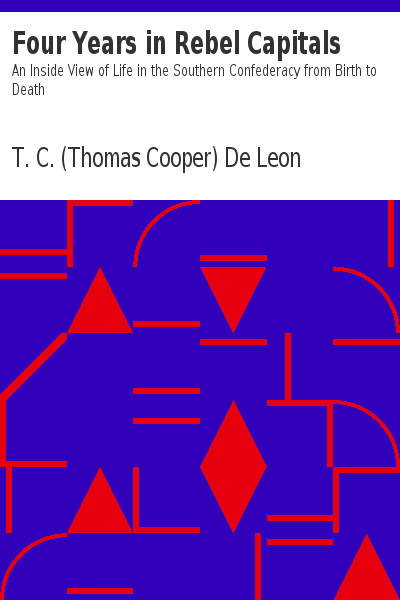 Four Years in Rebel Capitals
An Inside View of Life in the Southern Confederacy from Birth to
Death
T. C. (Thomas Cooper) De Leon